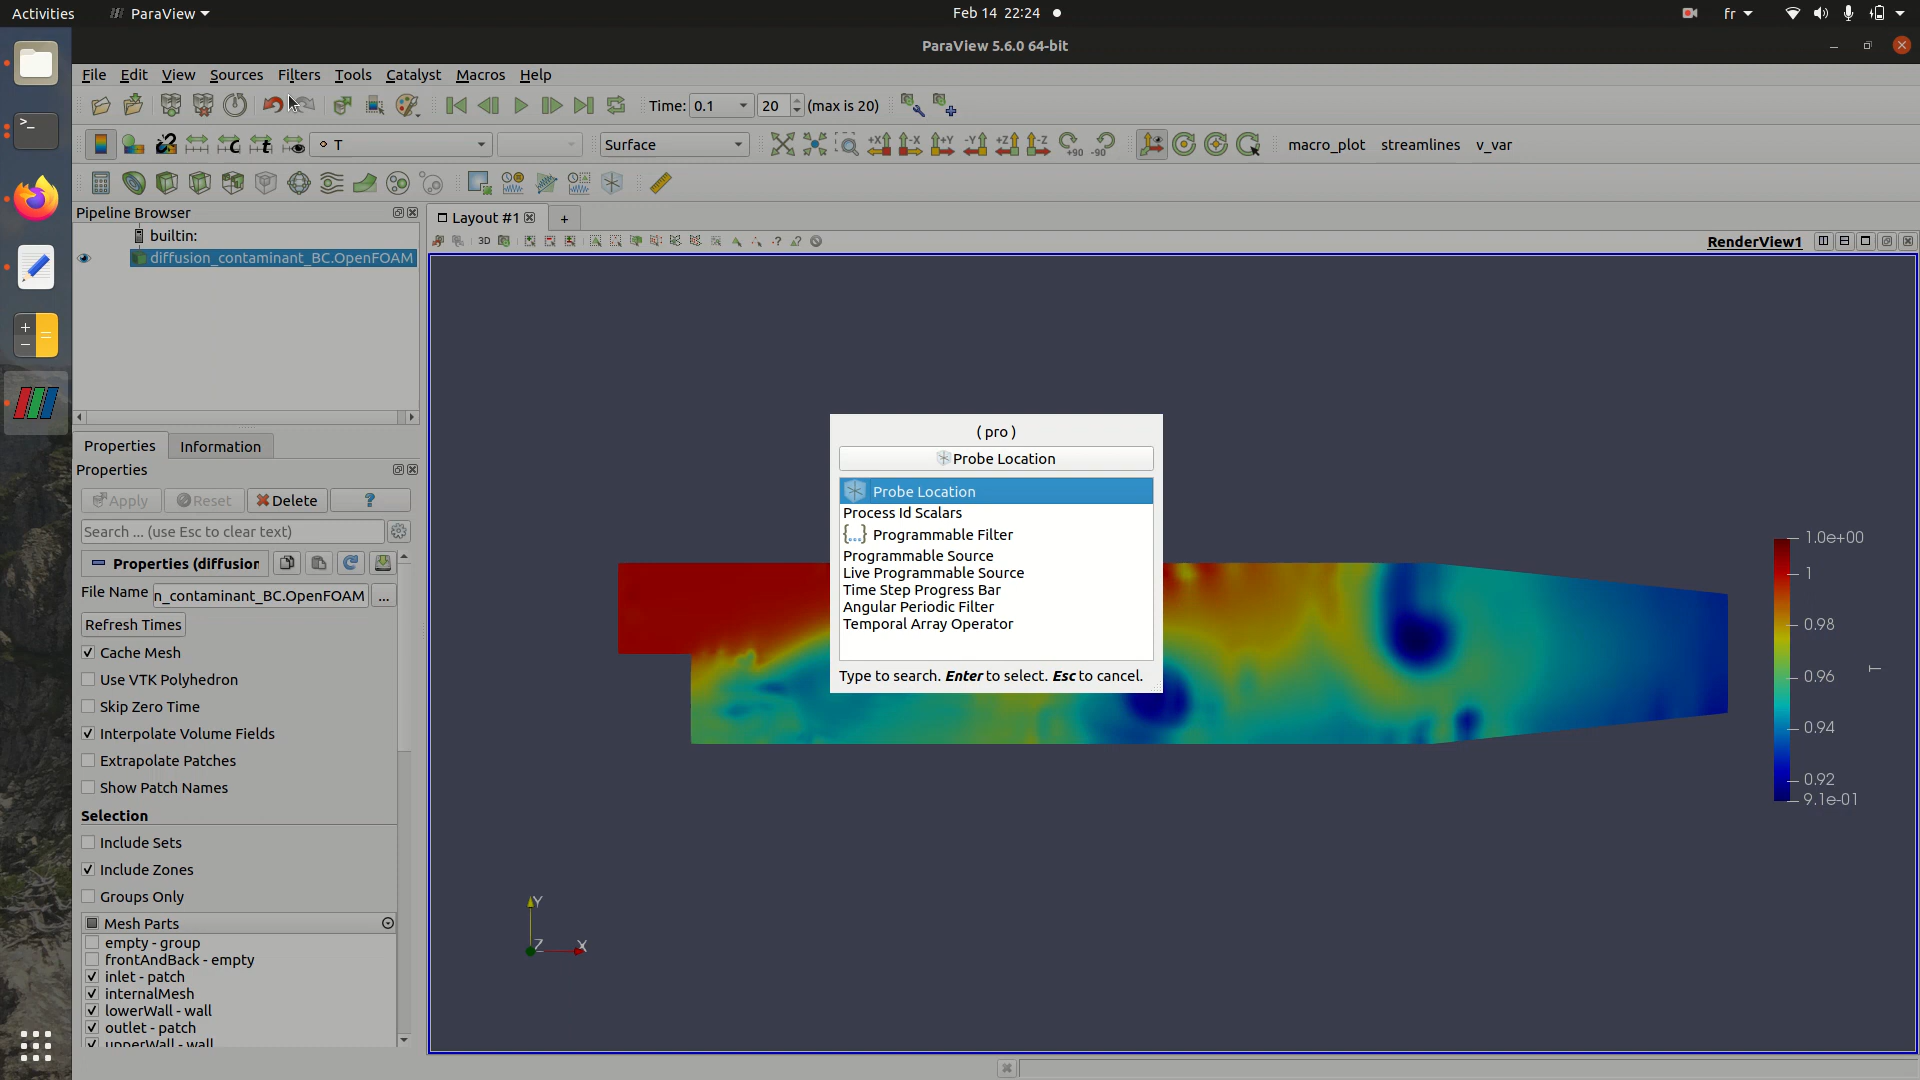 Activities
ParaView
Feb 14 22:24
fr
ParaView 5.6.0 64-bit
File Edit View Sources Filters Tools Catalyst Macros Help
Time: 0.1 20 (max is 20)
T
Surface
+X -X +Y -Y +Z -Z +90 -90
macro_plot streamlines v_var
Pipeline Browser
Layout #1
+
builtin:
3D
RenderView1
diffusion_contaminant_BC.OpenFOAM
Properties Information
Properties
Apply Reset Delete ?
Search ... (use Esc to clear text)
Properties (diffusion
File Name n_contaminant_BC.OpenFOAM ...
Refresh Times
Cache Mesh
Use VTK Polyhedron
Skip Zero Time
Interpolate Volume Fields
Extrapolate Patches
Show Patch Names
Selection
Include Sets
Include Zones
Groups Only
Mesh Parts
empty - group
frontAndBack - empty
inlet - patch
internalMesh
lowerWall - wall
outlet - patch
upperWall - wall
( pro )
Probe Location
Probe Location
Process Id Scalars
{...} Programmable Filter
Programmable Source
Live Programmable Source
Time Step Progress Bar
Angular Periodic Filter
Temporal Array Operator
Type to search. Enter to select. Esc to cancel.
1.0e+00
1
0.98
0.96
0.94
0.92
9.1e-01
T
Y
Z
X